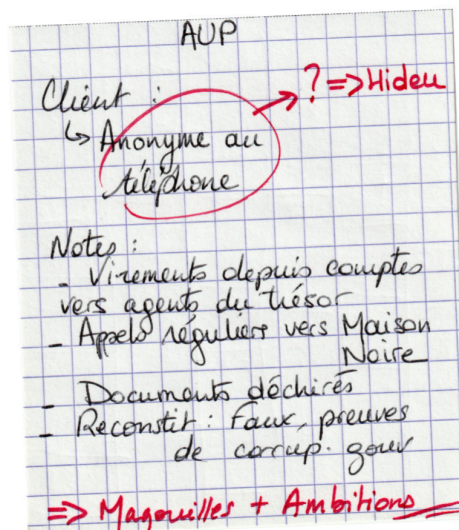 AUP
Client :
? => Hideu
↳ Anonyme au
téléphone
Notes :
- Virements depuis comptes
vers agents du trésor
- Appels réguliers vers Maison
Noire
- Documents déchirés
- Reconstit : Faux, preuves
de corrup. gouv
=> Magouilles + Ambitions